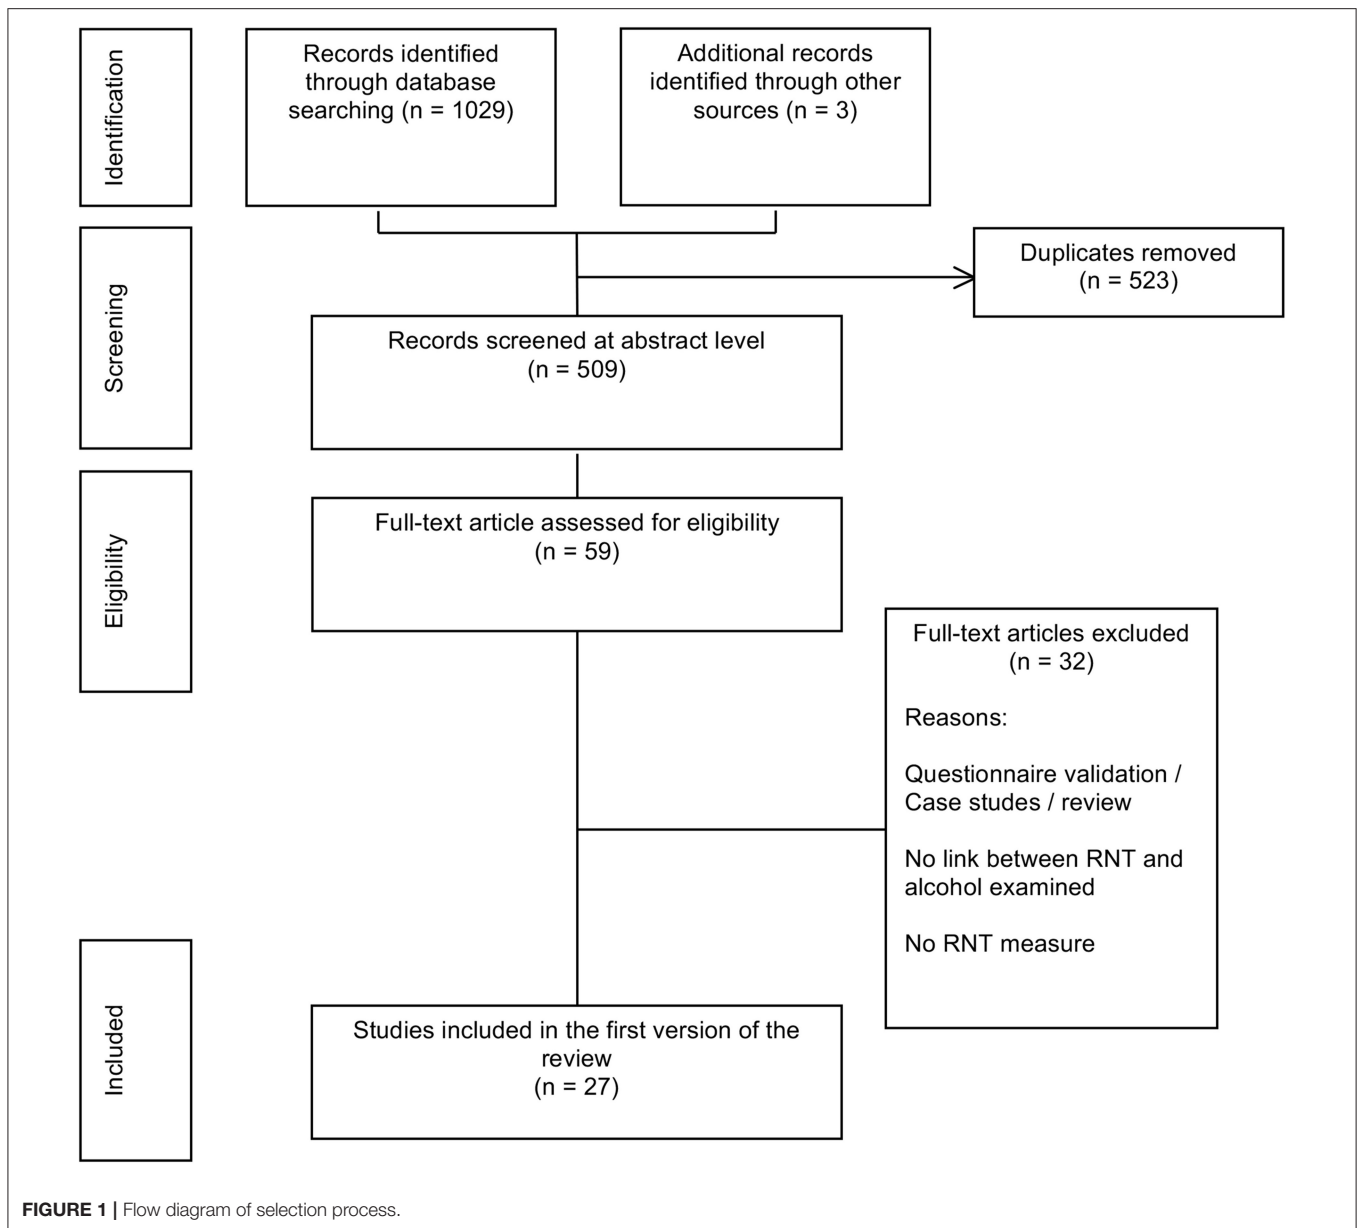 Identification
Records identified
through database
searching (n = 1029)
Additional records
identified through other
sources (n = 3)
Screening
Duplicates removed
(n = 523)
Records screened at abstract level
(n = 509)
Eligibility
Full-text article assessed for eligibility
(n = 59)
Full-text articles excluded
(n = 32)
Reasons:
Questionnaire validation /
Case studes / review
No link between RNT and
alcohol examined
No RNT measure
Included
Studies included in the first version of the
review
(n = 27)
FIGURE 1 | Flow diagram of selection process.